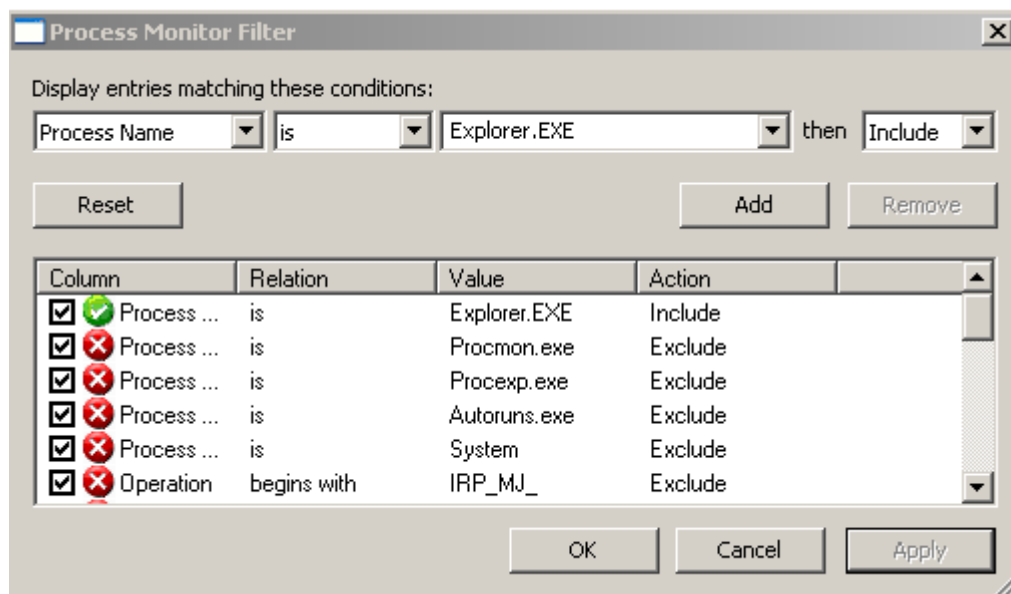 Process Monitor Filter
Display entries matching these conditions:
Process Name is Explorer.EXE then Include
Reset Add Remove
Column Relation Value Action
Process ... is Explorer.EXE Include
Process ... is Procmon.exe Exclude
Process ... is Procexp.exe Exclude
Process ... is Autoruns.exe Exclude
Process ... is System Exclude
Operation begins with IRP_MJ_ Exclude
OK Cancel Apply